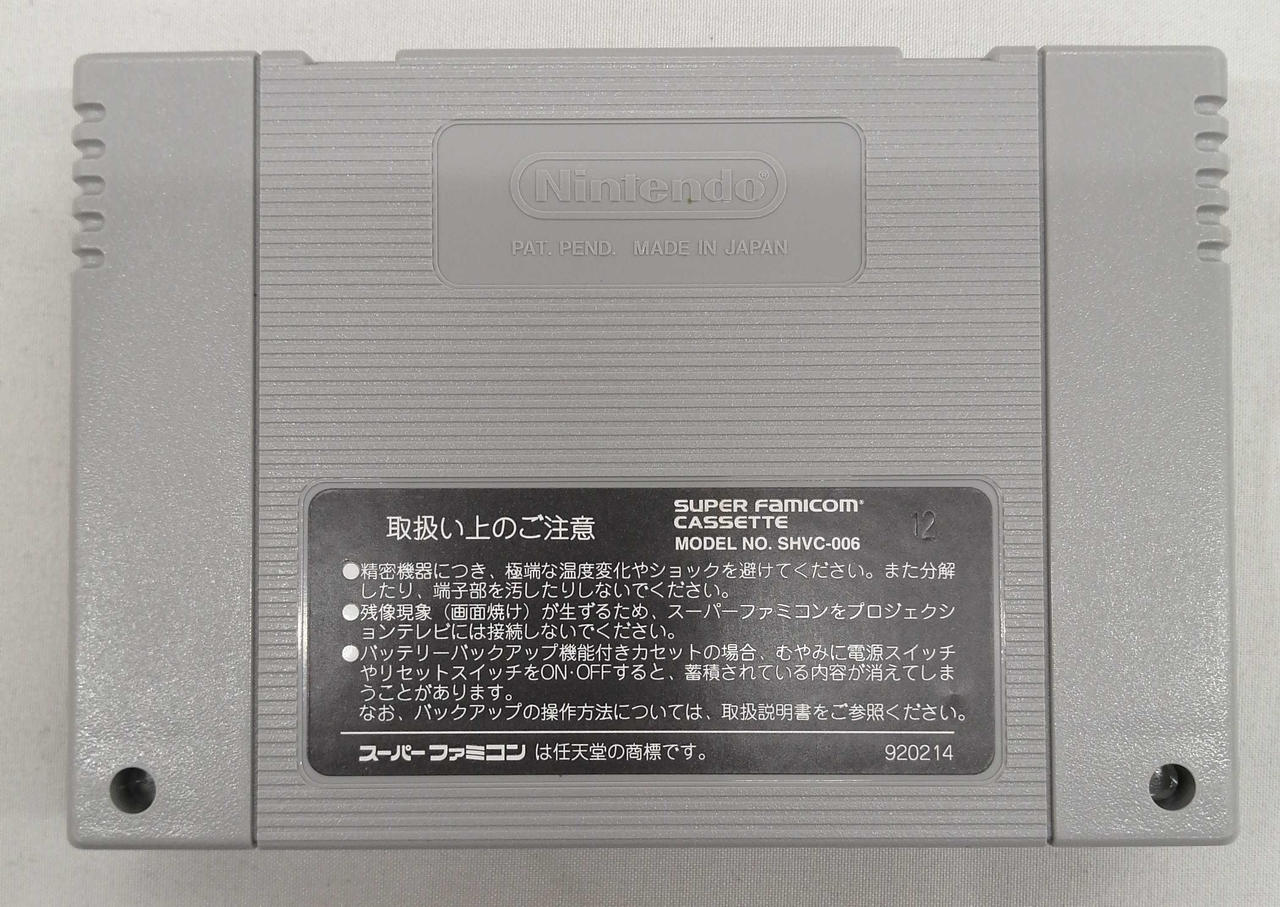 Nintendo®
PAT. PEND. MADE IN JAPAN
取扱い上のご注意
SUPER FAMICOM®
CASSETTE
MODEL NO. SHVC-006
12
●精密機器につき、極端な温度変化やショックを避けてください。また分解
したり、端子部を汚したりしないでください。
●残像現象（画面焼け）が生ずるため、スーパーファミコンをプロジェクシ
ョンテレビには接続しないでください。
●バッテリーバックアップ機能付きカセットの場合、むやみに電源スイッチ
やリセットスイッチをON·OFFすると、蓄積されている内容が消えてしま
うことがあります。
なお、バックアップの操作方法については、取扱説明書をご参照ください。
スーパーファミコン は任天堂の商標です。
920214